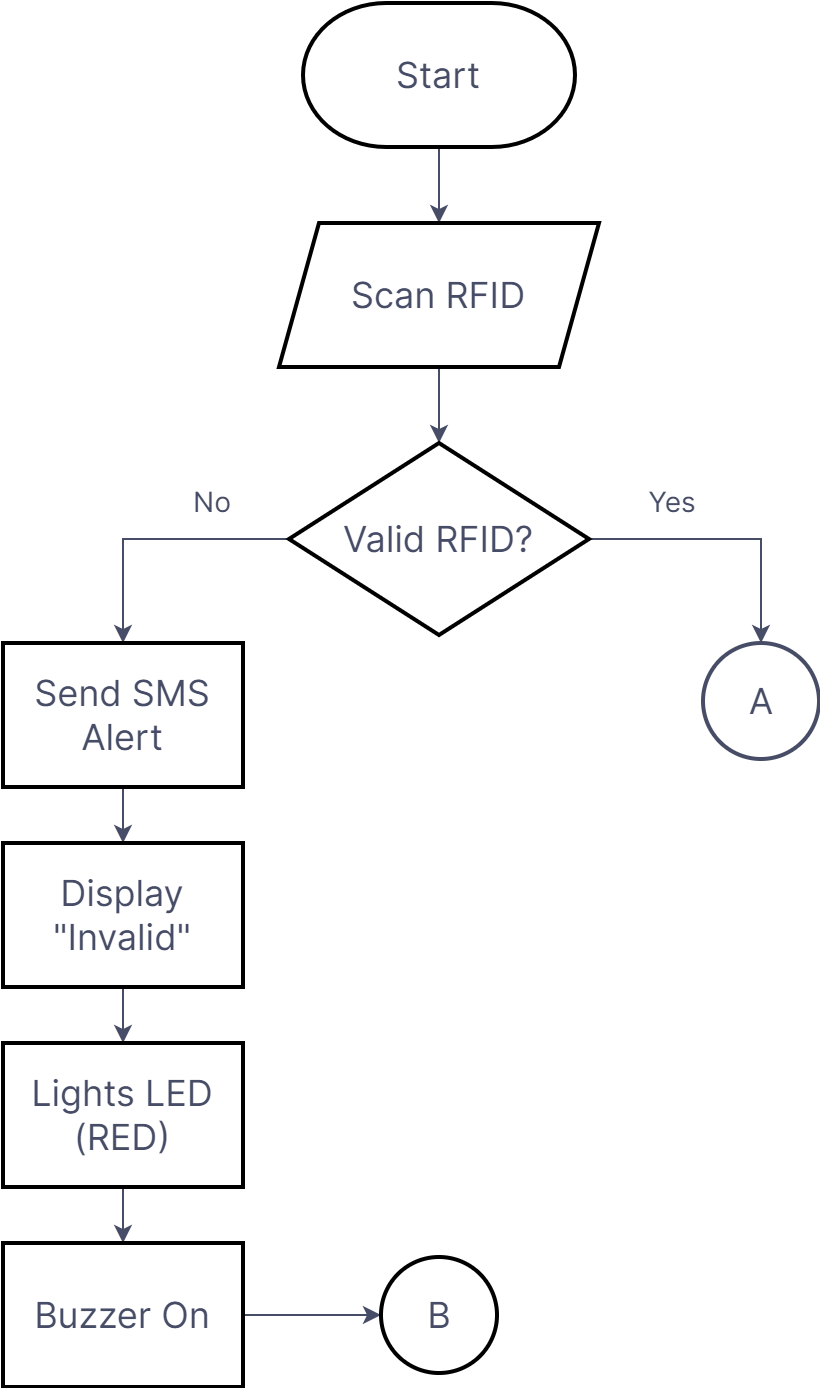 Start
Scan RFID
Valid RFID?
No
Yes
Send SMS
Alert
A
Display
"Invalid"
Lights LED
(RED)
Buzzer On
B